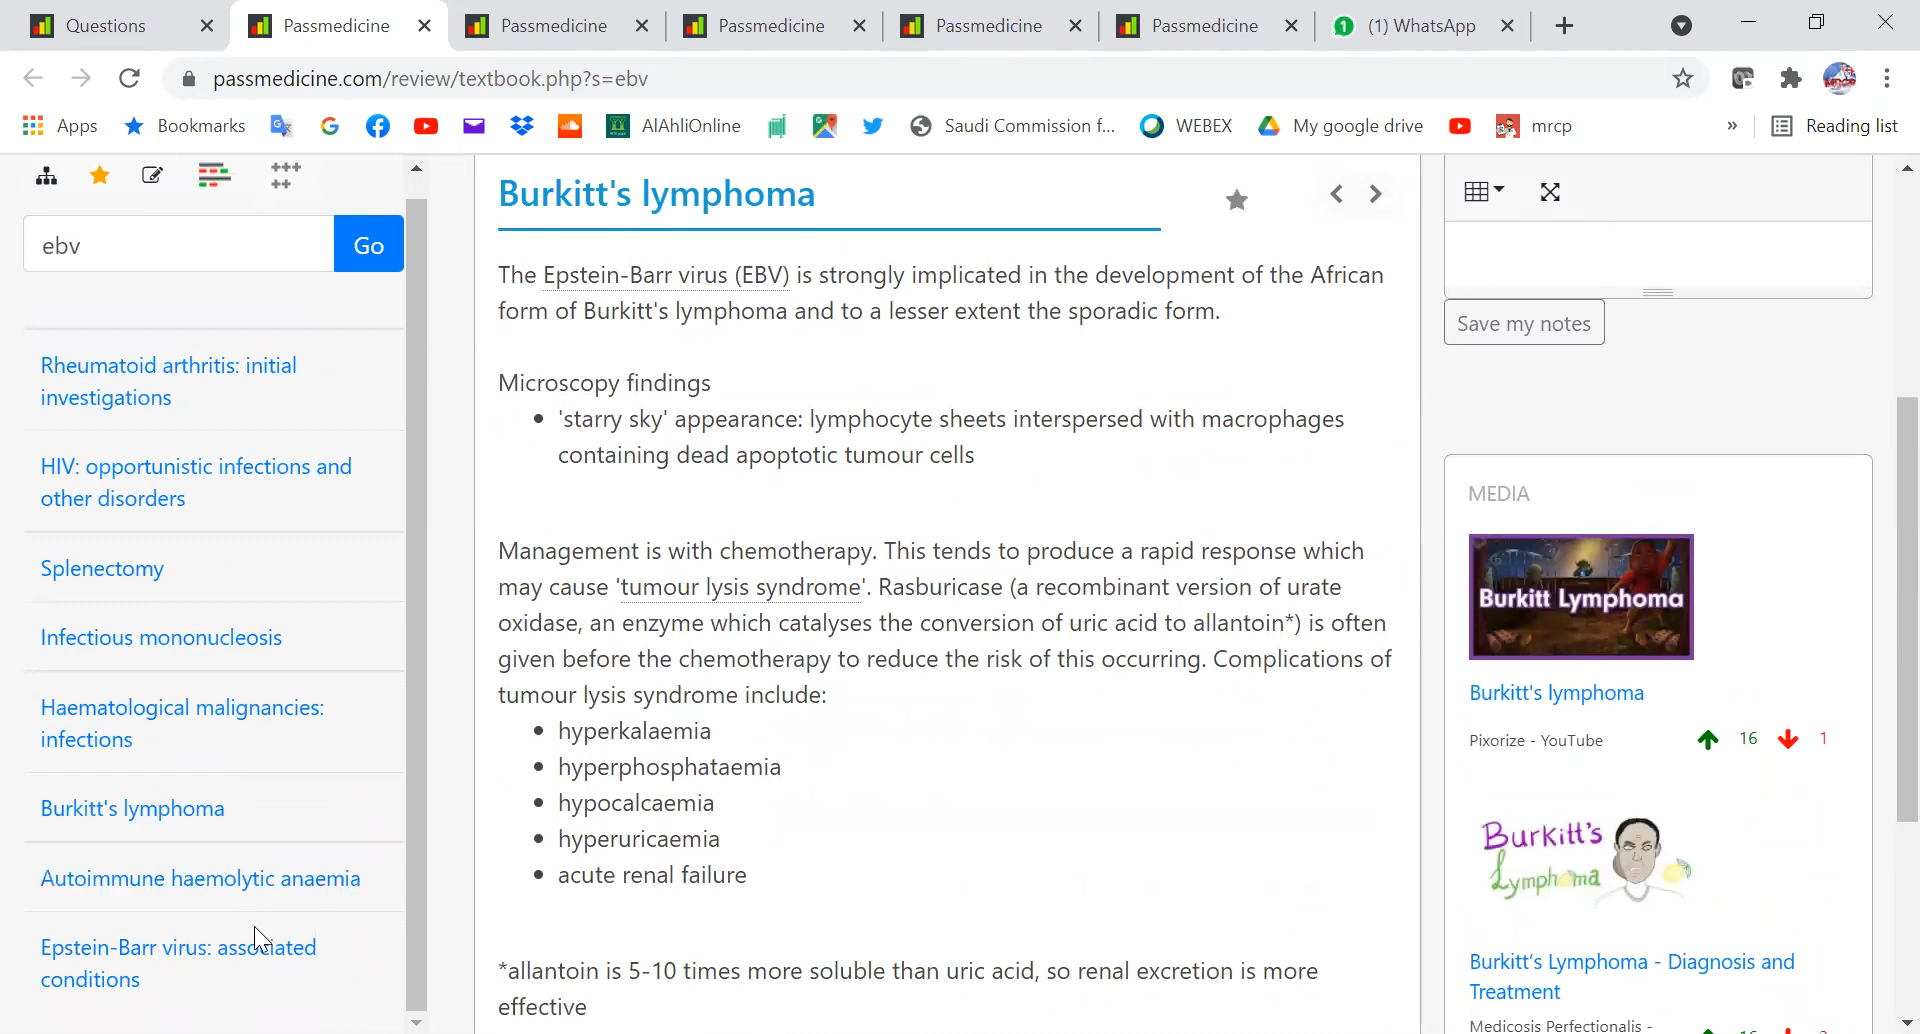 Questions
Passmedicine
Passmedicine
Passmedicine
Passmedicine
Passmedicine
(1) WhatsApp
passmedicine.com/review/textbook.php?s=ebv
Apps
Bookmarks
AlAhliOnline
Saudi Commission f...
WEBEX
My google drive
mrcp
»
Reading list
ebv
Go
Rheumatoid arthritis: initial
investigations
HIV: opportunistic infections and
other disorders
Splenectomy
Infectious mononucleosis
Haematological malignancies:
infections
Burkitt's lymphoma
Autoimmune haemolytic anaemia
Epstein-Barr virus: associated
conditions
Burkitt's lymphoma
The Epstein-Barr virus (EBV) is strongly implicated in the development of the African
form of Burkitt's lymphoma and to a lesser extent the sporadic form.
Microscopy findings
• 'starry sky' appearance: lymphocyte sheets interspersed with macrophages
containing dead apoptotic tumour cells
Management is with chemotherapy. This tends to produce a rapid response which
may cause 'tumour lysis syndrome'. Rasburicase (a recombinant version of urate
oxidase, an enzyme which catalyses the conversion of uric acid to allantoin*) is often
given before the chemotherapy to reduce the risk of this occurring. Complications of
tumour lysis syndrome include:
• hyperkalaemia
• hyperphosphataemia
• hypocalcaemia
• hyperuricaemia
• acute renal failure
*allantoin is 5-10 times more soluble than uric acid, so renal excretion is more
effective
Save my notes
MEDIA
Burkitt Lymphoma
Burkitt's lymphoma
Pixorize - YouTube
16
1
Burkitt's
Lymphoma
Burkitt’s Lymphoma - Diagnosis and
Treatment
Medicosis Perfectionalis -